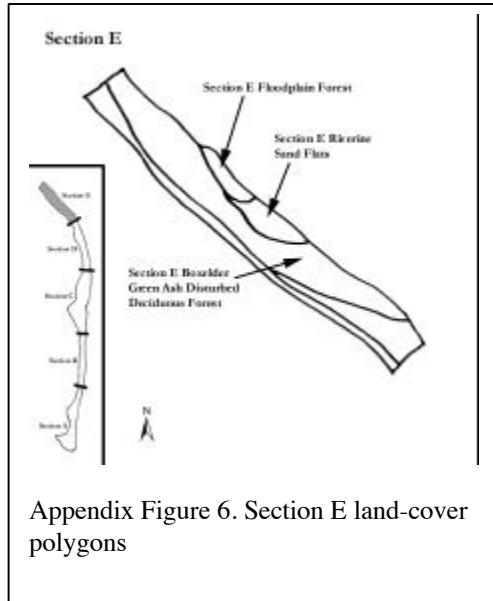 Section E
Section E Floodplain Forest
Section E Riverine
Sand Flats
Section E Boxelder
Green Ash Disturbed
Deciduous Forest
Section E
Section D
Section C
Section B
Section A
N
Appendix Figure 6. Section E land-cover
polygons